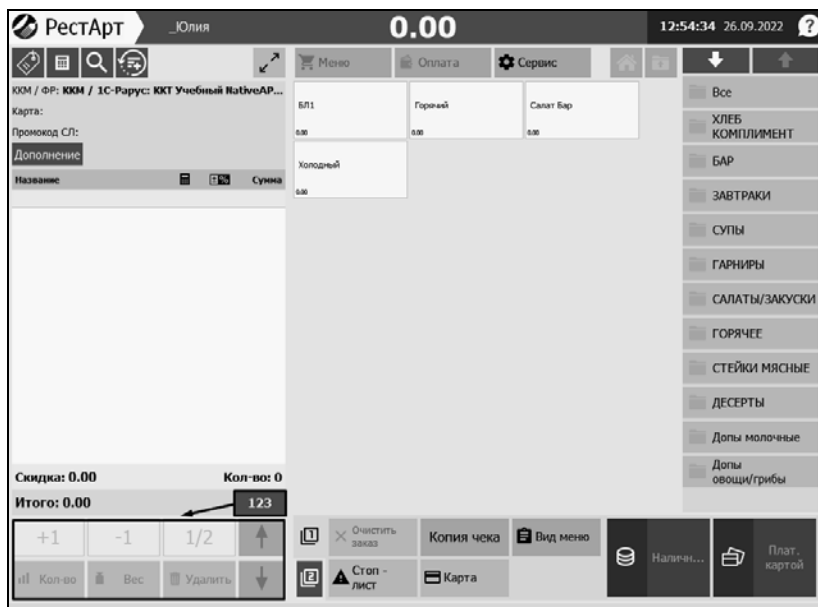 РестАрт
_Юлия
0.00
12:54:34 26.09.2022
?
Меню
Оплата
Сервис
ККМ / ФР: ККМ / 1С-Рарус: ККТ Учебный NativeAP...
Карта:
Промокод СЛ:
Дополнение
Название
Сумма
БЛ1
0.00
Горячий
0.00
Салат Бар
0.00
Холодный
0.00
Все
ХЛЕБ
КОМПЛИМЕНТ
БАР
ЗАВТРАКИ
СУПЫ
ГАРНИРЫ
САЛАТЫ/ЗАКУСКИ
ГОРЯЧЕЕ
СТЕЙКИ МЯСНЫЕ
ДЕСЕРТЫ
Допы молочные
Допы
овощи/грибы
Скидка: 0.00
Кол-во: 0
Итого: 0.00
123
+1
-1
1/2
Кол-во
Вес
Удалить
1
Очистить
заказ
Копия чека
Вид меню
2
Стоп -
лист
Карта
Наличн...
Плат.
картой